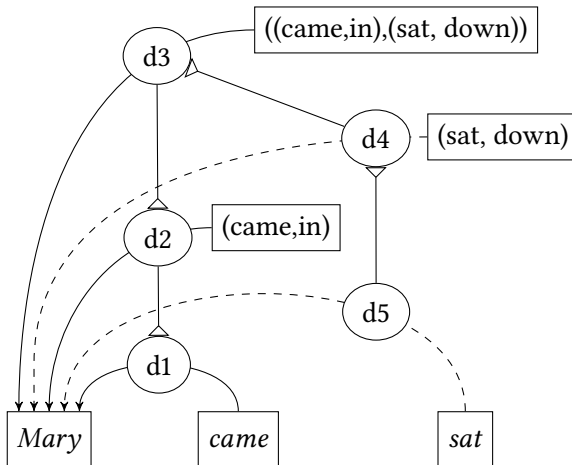 ((came,in),(sat, down))
d3
d4
(sat, down)
d2
(came,in)
d5
d1
Mary
came
sat